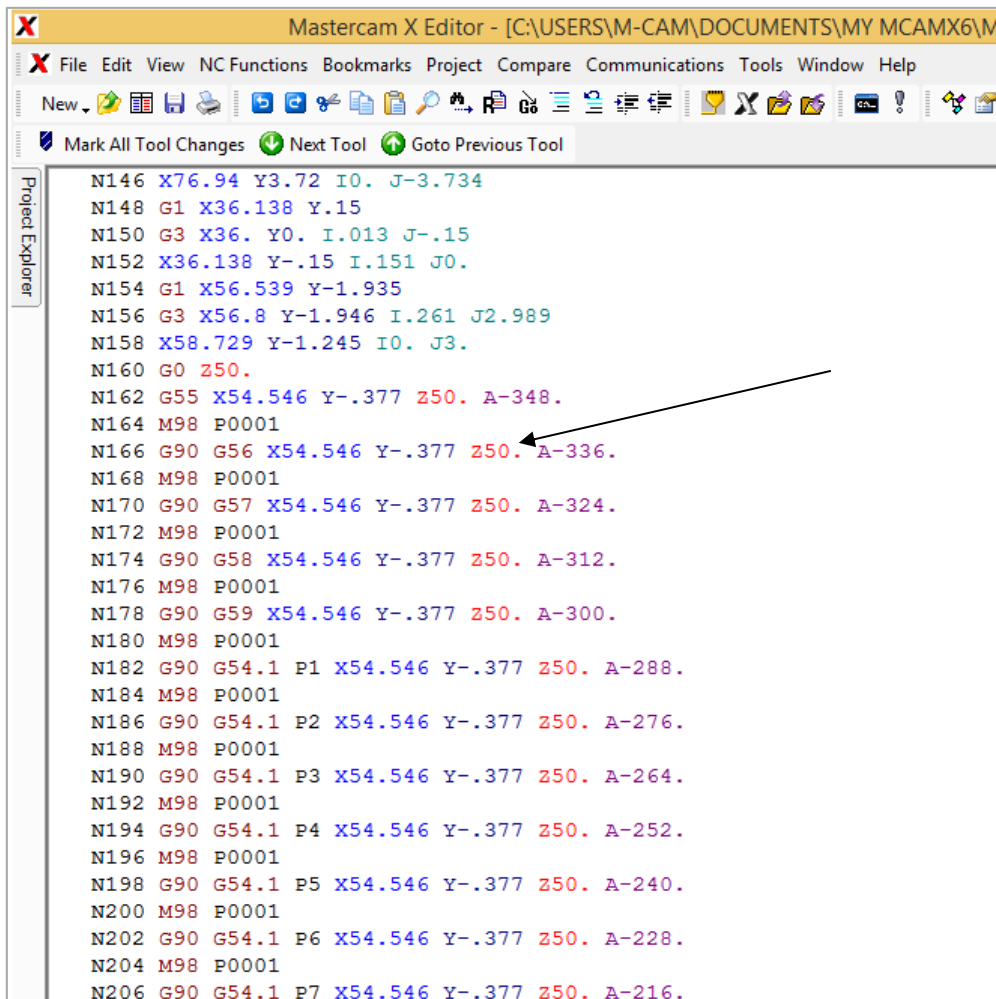 Mastercam X Editor - [C:\USERS\M-CAM\DOCUMENTS\MY MCAMX6\M
File Edit View NC Functions Bookmarks Project Compare Communications Tools Window Help
New
Mark All Tool Changes Next Tool Goto Previous Tool
Project Explorer
N146 X76.94 Y3.72 I0. J-3.734
N148 G1 X36.138 Y.15
N150 G3 X36. Y0. I.013 J-.15
N152 X36.138 Y-.15 I.151 J0.
N154 G1 X56.539 Y-1.935
N156 G3 X56.8 Y-1.946 I.261 J2.989
N158 X58.729 Y-1.245 I0. J3.
N160 G0 Z50.
N162 G55 X54.546 Y-.377 Z50. A-348.
N164 M98 P0001
N166 G90 G56 X54.546 Y-.377 Z50. A-336.
N168 M98 P0001
N170 G90 G57 X54.546 Y-.377 Z50. A-324.
N172 M98 P0001
N174 G90 G58 X54.546 Y-.377 Z50. A-312.
N176 M98 P0001
N178 G90 G59 X54.546 Y-.377 Z50. A-300.
N180 M98 P0001
N182 G90 G54.1 P1 X54.546 Y-.377 Z50. A-288.
N184 M98 P0001
N186 G90 G54.1 P2 X54.546 Y-.377 Z50. A-276.
N188 M98 P0001
N190 G90 G54.1 P3 X54.546 Y-.377 Z50. A-264.
N192 M98 P0001
N194 G90 G54.1 P4 X54.546 Y-.377 Z50. A-252.
N196 M98 P0001
N198 G90 G54.1 P5 X54.546 Y-.377 Z50. A-240.
N200 M98 P0001
N202 G90 G54.1 P6 X54.546 Y-.377 Z50. A-228.
N204 M98 P0001
N206 G90 G54.1 P7 X54.546 Y-.377 Z50. A-216.